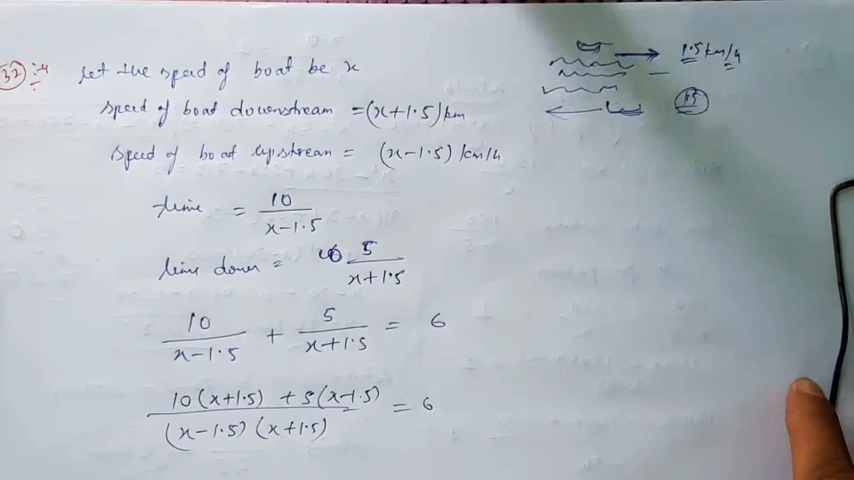 32 :→ let the speed of boat be x
1.5 km/h
speed of boat downstream = (x+1.5) km
1.5
speed of boat upstream = (x-1.5) km/h
time = 10/(x-1.5)
time down = 5/(x+1.5)
10/(x-1.5) + 5/(x+1.5) = 6
(10(x+1.5) + 5(x-1.5))/((x-1.5)(x+1.5)) = 6